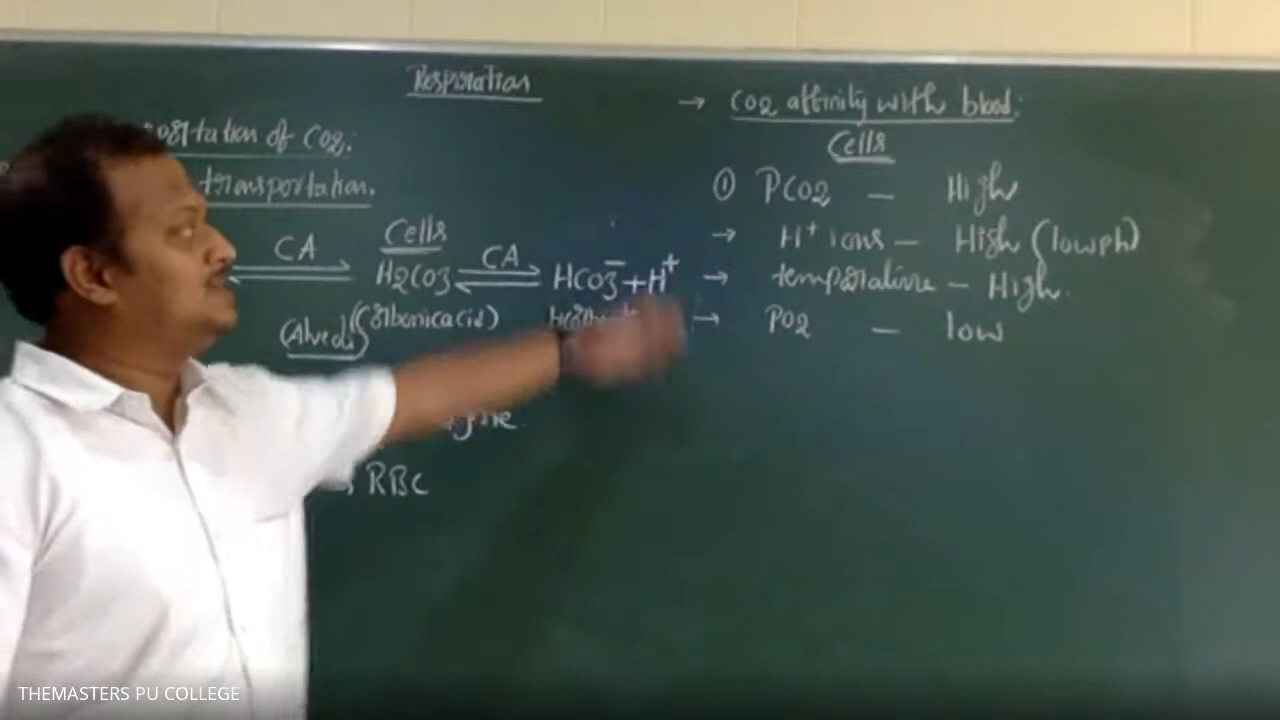 Respiration
of CO2:
transportation.
CA
Cells
H2CO3
CA
HCO3⁻ + H⁺
(Alveoli)
(Carbonic acid)
RBC
→ CO2 affinity with blood:
Cells
① PCO2 — High
→ H⁺ ions — High (low pH)
→ temperature — High.
→ PO2 — low
THEMASTERS PU COLLEGE